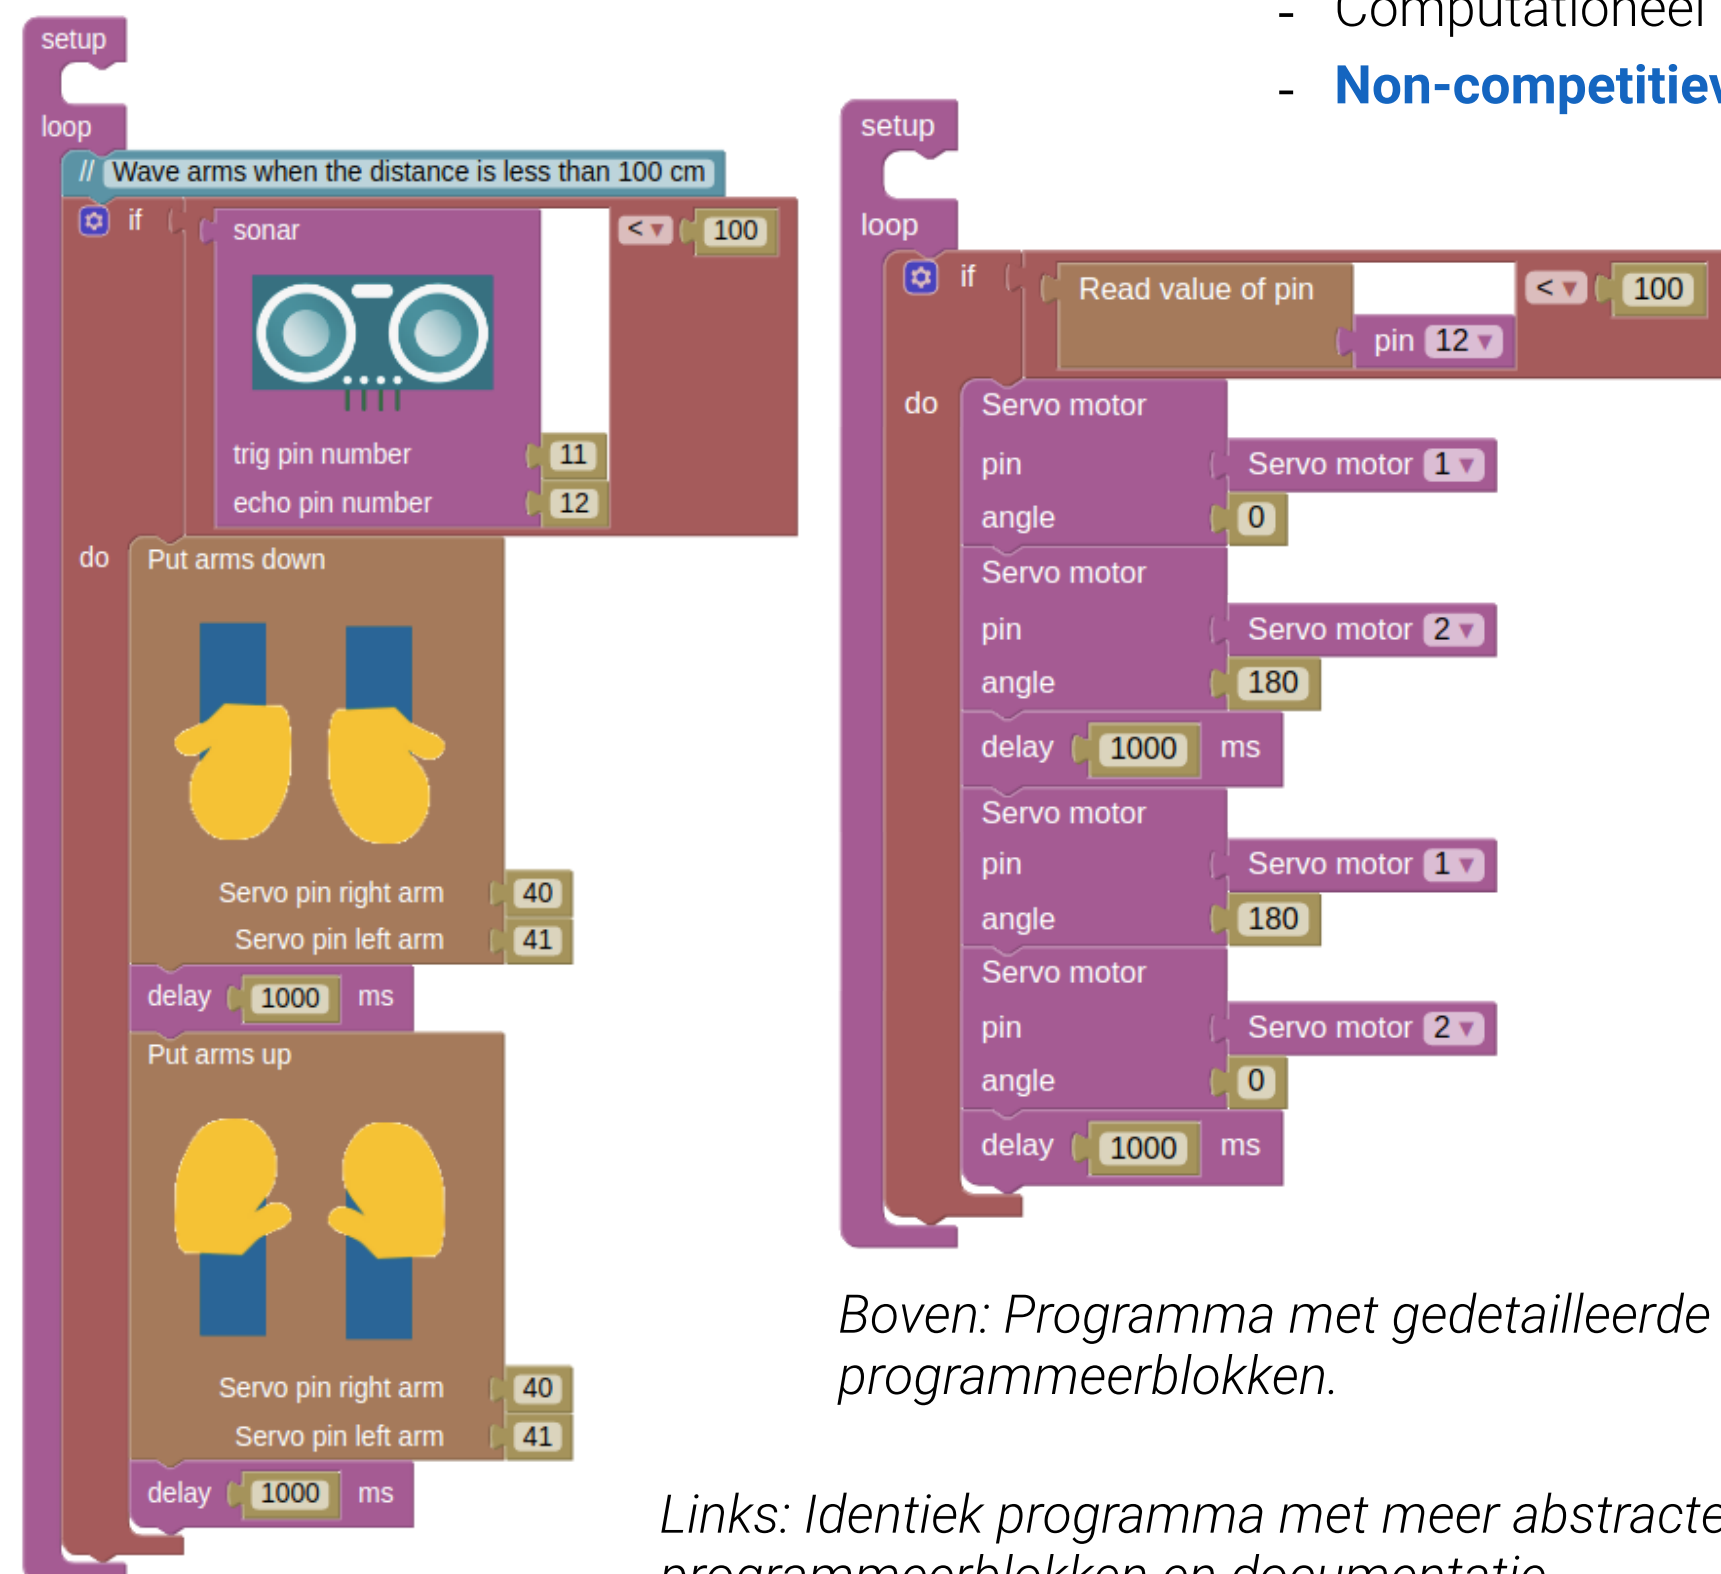 setup
loop
// Wave arms when the distance is less than 100 cm
if sonar < 100
trig pin number 11
echo pin number 12
do Put arms down
Servo pin right arm 40
Servo pin left arm 41
delay 1000 ms
Put arms up
Servo pin right arm 40
Servo pin left arm 41
delay 1000 ms
- Computationeel
- Non-competitiev
setup
loop
if Read value of pin < 100
pin 12
do Servo motor
pin Servo motor 1
angle 0
Servo motor
pin Servo motor 2
angle 180
delay 1000 ms
Servo motor
pin Servo motor 1
angle 180
Servo motor
pin Servo motor 2
angle 0
delay 1000 ms
Boven: Programma met gedetailleerde
programmeerblokken.
Links: Identiek programma met meer abstracte
programmeerblokken en documentatie